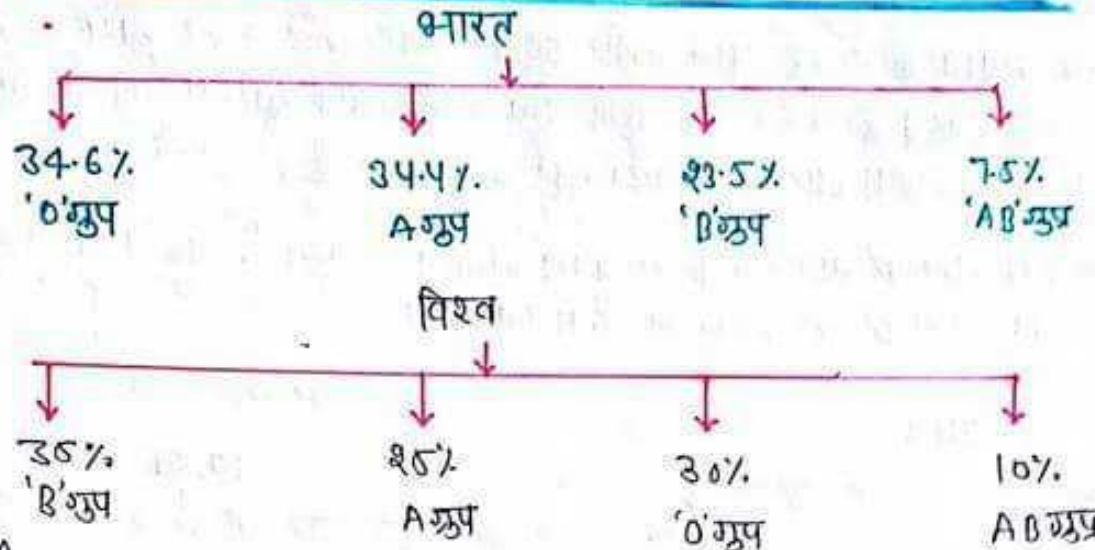 भारत
34.6% 34.4% 23.5% 7.5%
'O'ग्रुप A ग्रुप 'B'ग्रुप 'AB'ग्रुप
विश्व
35% 25% 30% 10%
'B'ग्रुप A ग्रुप 'O'ग्रुप AB ग्रुप